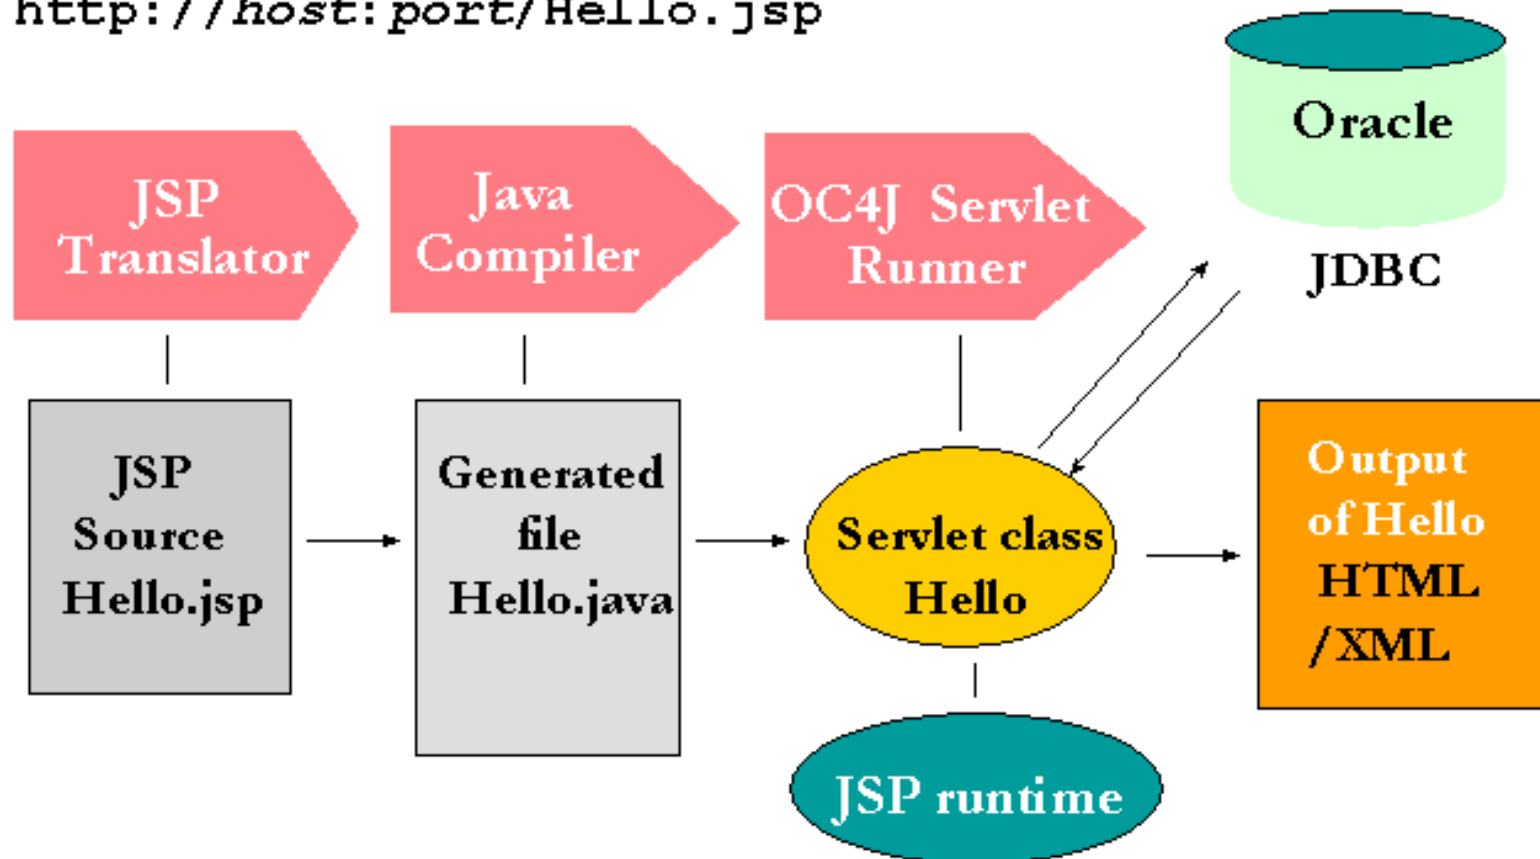 http://host:port/Hello.jsp
Oracle
JDBC
JSP
Translator
Java
Compiler
OC4J Servlet
Runner
JSP
Source
Hello.jsp
Generated
file
Hello.java
Servlet class
Hello
Output
of Hello
HTML
/XML
JSP runtime